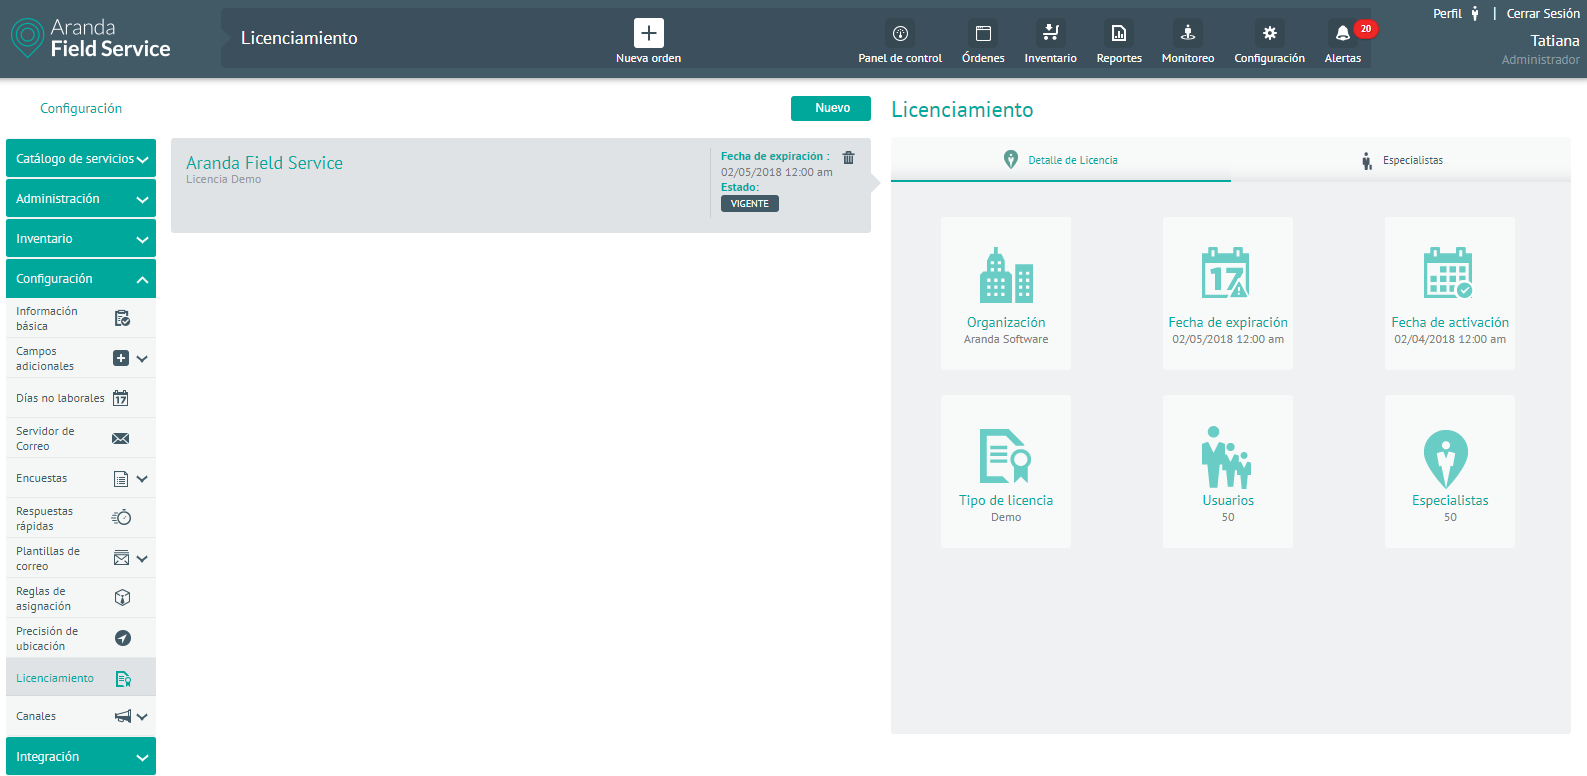 Aranda
Field Service
Licenciamiento
Nueva orden
Panel de control
Órdenes
Inventario
Reportes
Monitoreo
Configuración
Alertas
20
Perfil | Cerrar Sesión
Tatiana
Administrador
Configuración
Catálogo de servicios
Administración
Inventario
Configuración
Información
básica
Campos
adicionales
Días no laborales
17
Servidor de
Correo
Encuestas
Respuestas
rápidas
Plantillas de
correo
Reglas de
asignación
Precisión de
ubicación
Licenciamiento
Canales
Integración
Nuevo
Aranda Field Service
Licencia Demo
Fecha de expiración :
02/05/2018 12:00 am
Estado:
VIGENTE
Licenciamiento
Detalle de Licencia
Especialistas
Organización
Aranda Software
17
Fecha de expiración
02/05/2018 12:00 am
Fecha de activación
02/04/2018 12:00 am
Tipo de licencia
Demo
Usuarios
50
Especialistas
50